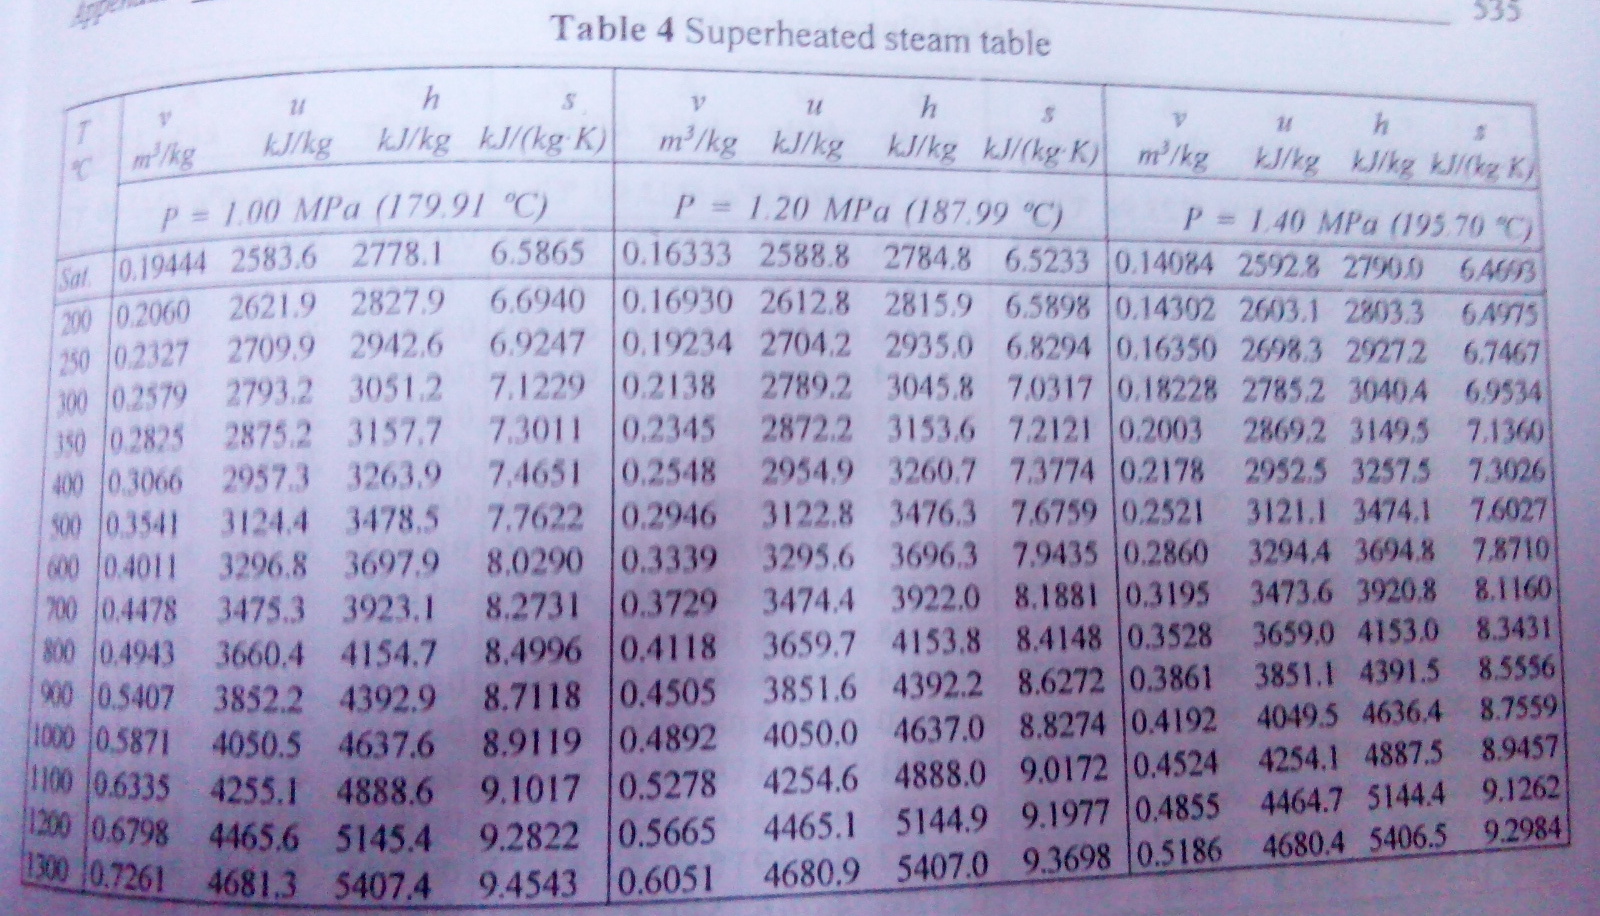 535
Table 4 Superheated steam table
T v u h s v u h s v u h s
°C m³/kg kJ/kg kJ/kg kJ/(kg·K) m³/kg kJ/kg kJ/kg kJ/(kg·K) m³/kg kJ/kg kJ/kg kJ/(kg·K)
P = 1.00 MPa (179.91 °C) P = 1.20 MPa (187.99 °C) P = 1.40 MPa (195.70 °C)
Sat. 0.19444 2583.6 2778.1 6.5865 0.16333 2588.8 2784.8 6.5233 0.14084 2592.8 2790.0 6.4693
200 0.2060 2621.9 2827.9 6.6940 0.16930 2612.8 2815.9 6.5898 0.14302 2603.1 2803.3 6.4975
250 0.2327 2709.9 2942.6 6.9247 0.19234 2704.2 2935.0 6.8294 0.16350 2698.3 2927.2 6.7467
300 0.2579 2793.2 3051.2 7.1229 0.2138 2789.2 3045.8 7.0317 0.18228 2785.2 3040.4 6.9534
350 0.2825 2875.2 3157.7 7.3011 0.2345 2872.2 3153.6 7.2121 0.2003 2869.2 3149.5 7.1360
400 0.3066 2957.3 3263.9 7.4651 0.2548 2954.9 3260.7 7.3774 0.2178 2952.5 3257.5 7.3026
500 0.3541 3124.4 3478.5 7.7622 0.2946 3122.8 3476.3 7.6759 0.2521 3121.1 3474.1 7.6027
600 0.4011 3296.8 3697.9 8.0290 0.3339 3295.6 3696.3 7.9435 0.2860 3294.4 3694.8 7.8710
700 0.4478 3475.3 3923.1 8.2731 0.3729 3474.4 3922.0 8.1881 0.3195 3473.6 3920.8 8.1160
800 0.4943 3660.4 4154.7 8.4996 0.4118 3659.7 4153.8 8.4148 0.3528 3659.0 4153.0 8.3431
900 0.5407 3852.2 4392.9 8.7118 0.4505 3851.6 4392.2 8.6272 0.3861 3851.1 4391.5 8.5556
1000 0.5871 4050.5 4637.6 8.9119 0.4892 4050.0 4637.0 8.8274 0.4192 4049.5 4636.4 8.7559
1100 0.6335 4255.1 4888.6 9.1017 0.5278 4254.6 4888.0 9.0172 0.4524 4254.1 4887.5 8.9457
1200 0.6798 4465.6 5145.4 9.2822 0.5665 4465.1 5144.9 9.1977 0.4855 4464.7 5144.4 9.1262
1300 0.7261 4681.3 5407.4 9.4543 0.6051 4680.9 5407.0 9.3698 0.5186 4680.4 5406.5 9.2984